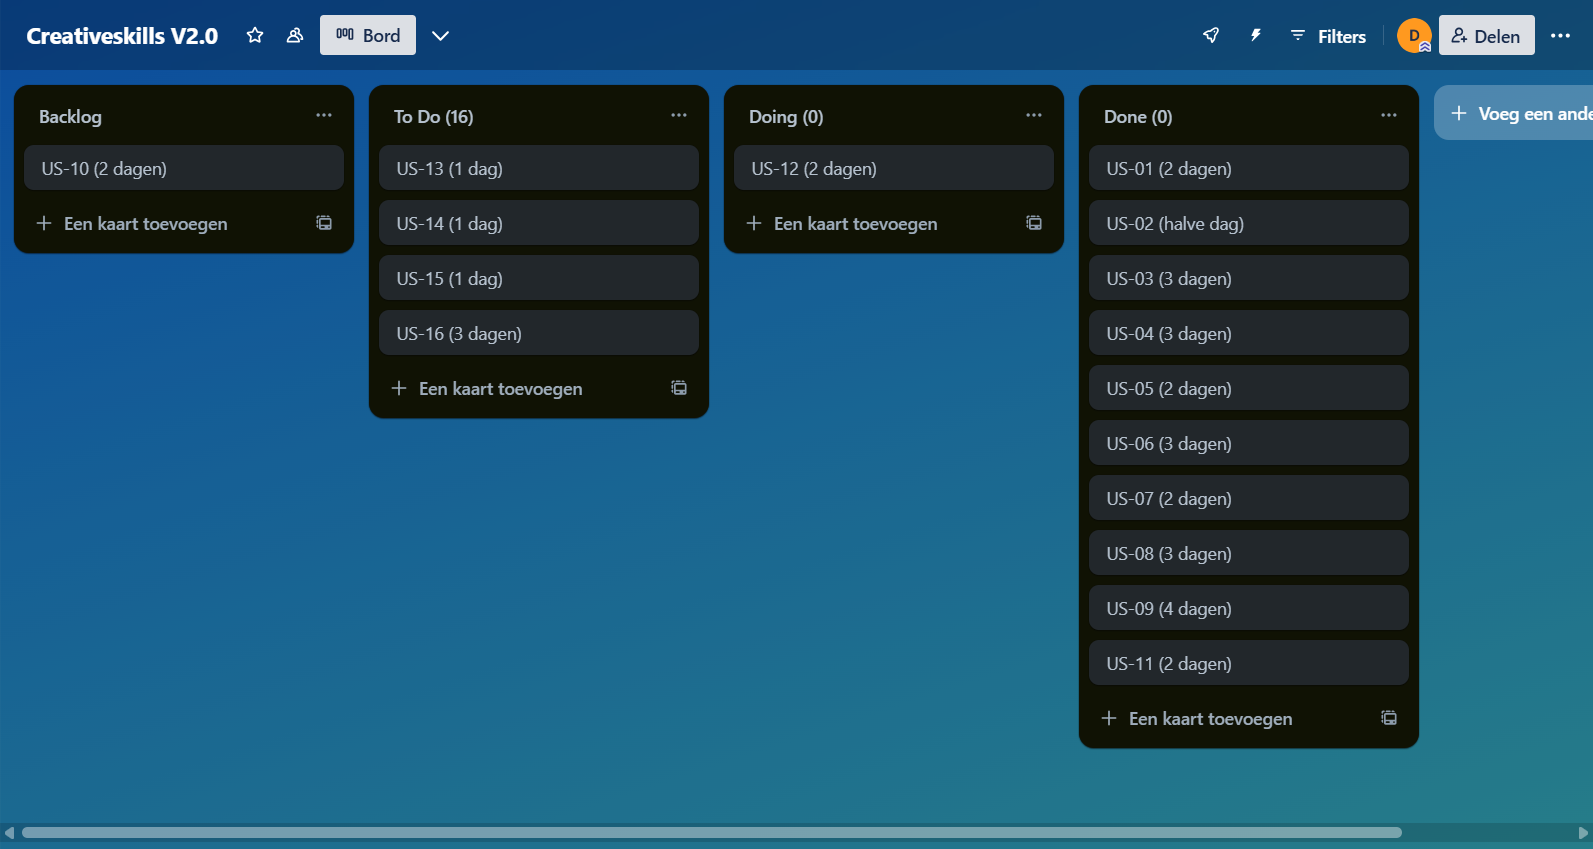 Creativeskills V2.0
Bord
Filters
D
Delen
Backlog
US-10 (2 dagen)
Een kaart toevoegen
To Do (16)
US-13 (1 dag)
US-14 (1 dag)
US-15 (1 dag)
US-16 (3 dagen)
Een kaart toevoegen
Doing (0)
US-12 (2 dagen)
Een kaart toevoegen
Done (0)
US-01 (2 dagen)
US-02 (halve dag)
US-03 (3 dagen)
US-04 (3 dagen)
US-05 (2 dagen)
US-06 (3 dagen)
US-07 (2 dagen)
US-08 (3 dagen)
US-09 (4 dagen)
US-11 (2 dagen)
Een kaart toevoegen
Voeg een ande